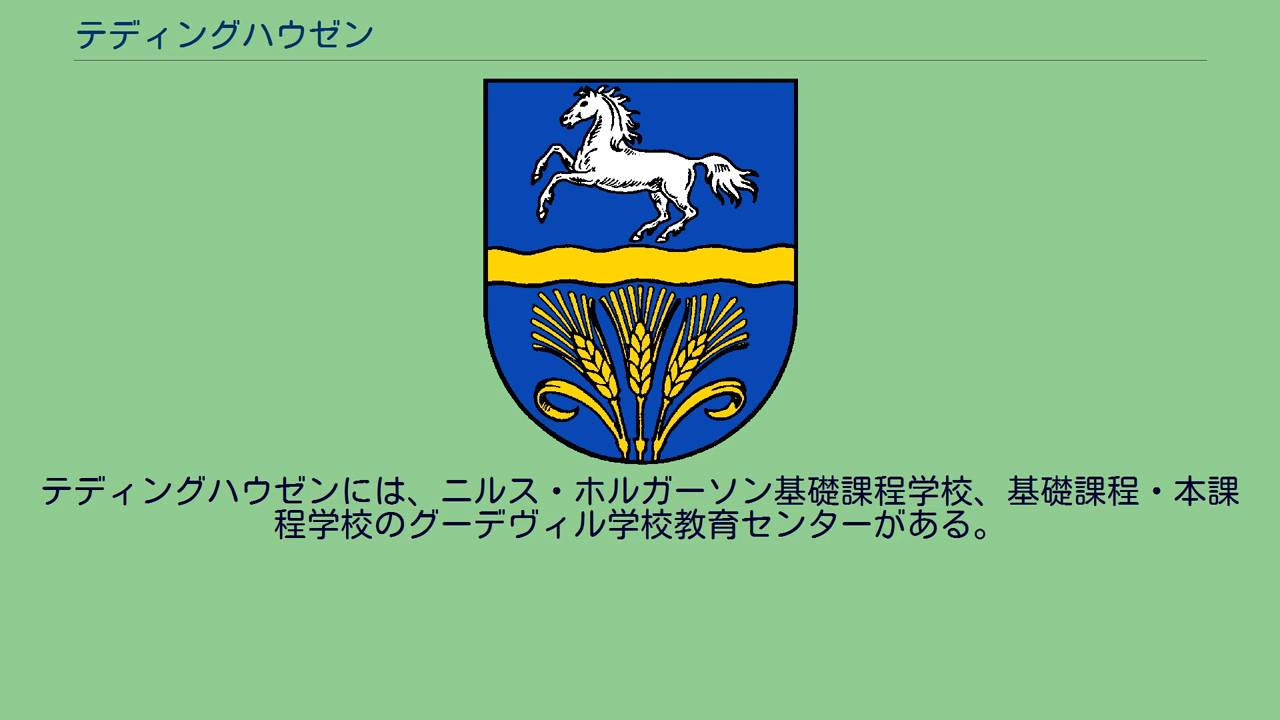 テディングハウゼン
テディングハウゼンには、ニルス・ホルガーソン基礎課程学校、基礎課程・本課
程学校のグーデヴィル学校教育センターがある。